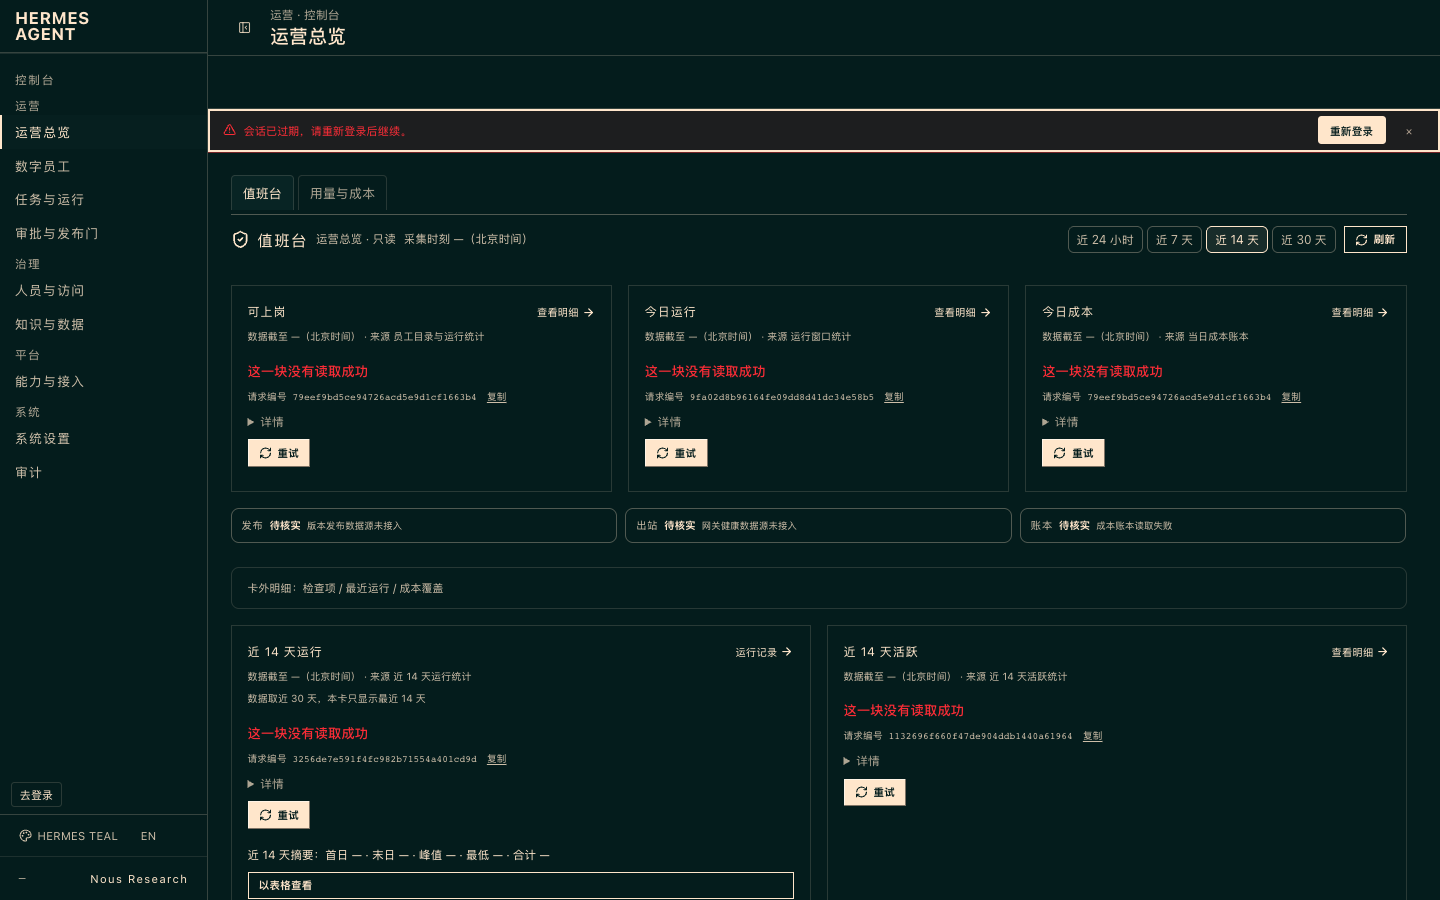 HERMES
AGENT
控制台
运营
运营总览
数字员工
任务与运行
审批与发布门
治理
人员与访问
知识与数据
平台
能力与接入
系统
系统设置
审计
去登录
HERMES TEAL EN
— Nous Research
运营 · 控制台
运营总览
会话已过期，请重新登录后继续。 重新登录 ×
值班台 用量与成本
值班台 运营总览 · 只读 采集时刻 —（北京时间） 近 24 小时 近 7 天 近 14 天 近 30 天 刷新
可上岗 查看明细 →
数据截至 —（北京时间） · 来源 员工目录与运行统计
这一块没有读取成功
请求编号 79eef9bd5ce94726acd5e9d1cf1663b4 复制
▶ 详情
重试
今日运行 查看明细 →
数据截至 —（北京时间） · 来源 运行窗口统计
这一块没有读取成功
请求编号 9fa02d8b96164fe09dd8d41dc34e58b5 复制
▶ 详情
重试
今日成本 查看明细 →
数据截至 —（北京时间） · 来源 当日成本账本
这一块没有读取成功
请求编号 79eef9bd5ce94726acd5e9d1cf1663b4 复制
▶ 详情
重试
发布 待核实 版本发布数据源未接入
出站 待核实 网关健康数据源未接入
账本 待核实 成本账本读取失败
卡外明细：检查项 / 最近运行 / 成本覆盖
近 14 天运行 运行记录 →
数据截至 —（北京时间） · 来源 近 14 天运行统计
数据取近 30 天，本卡只显示最近 14 天
这一块没有读取成功
请求编号 3256de7e591f4fc982b71554a401cd9d 复制
▶ 详情
重试
近 14 天摘要：首日 — · 末日 — · 峰值 — · 最低 — · 合计 —
以表格查看
近 14 天活跃 查看明细 →
数据截至 —（北京时间） · 来源 近 14 天活跃统计
这一块没有读取成功
请求编号 1132696f660f47de904ddb1440a61964 复制
▶ 详情
重试